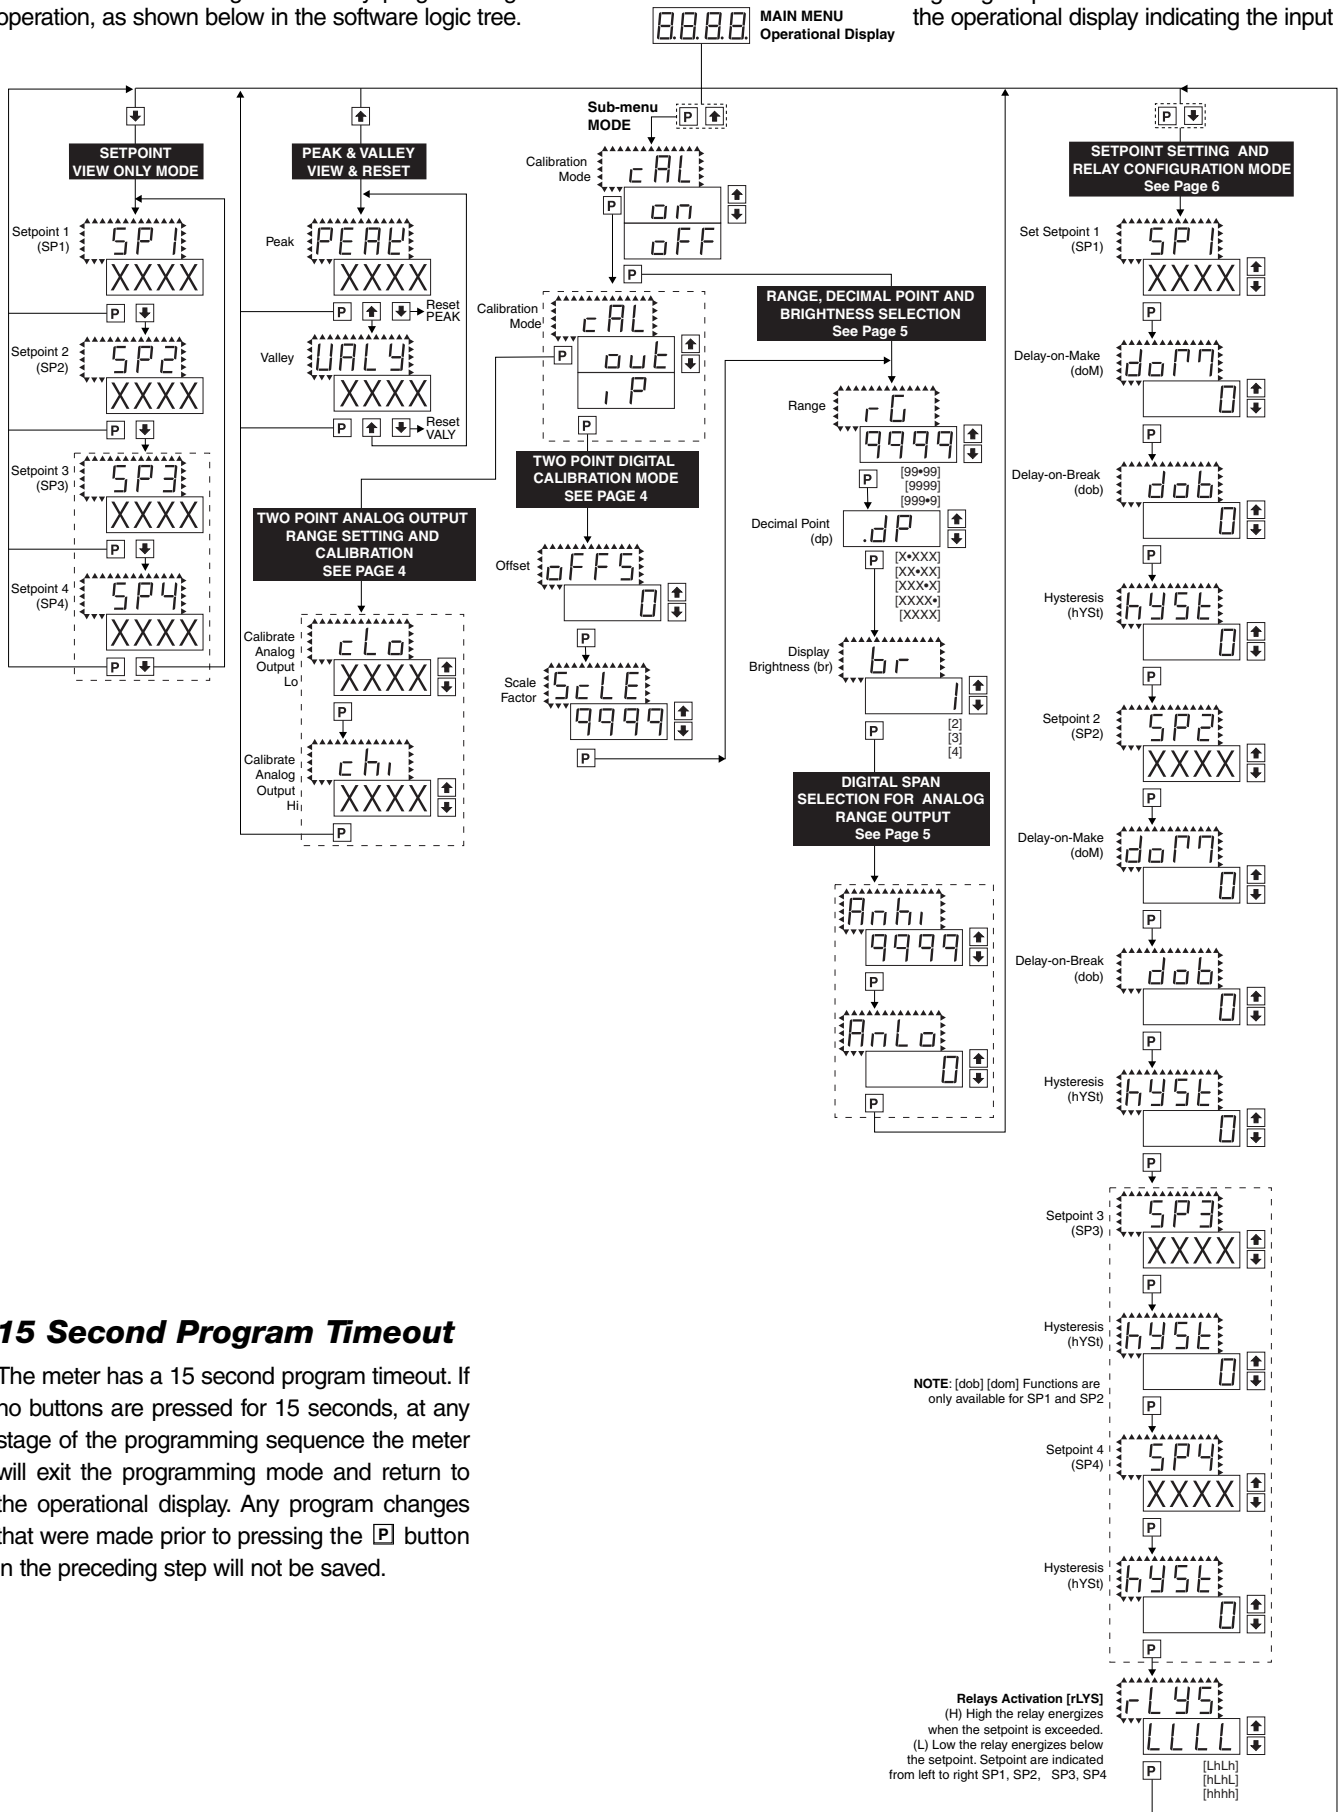 operation, as shown below in the software logic tree.
8.8.8.8.
MAIN MENU
Operational Display
the operational display indicating the input
SETPOINT
VIEW ONLY MODE
Setpoint 1
(SP1)
SP1
XXXX
P
Setpoint 2
(SP2)
SP2
XXXX
P
Setpoint 3
(SP3)
SP3
XXXX
P
Setpoint 4
(SP4)
SP4
XXXX
P
PEAK & VALLEY
VIEW & RESET
Peak
PEAK
XXXX
P
Reset
PEAK
Valley
VALY
XXXX
P
Reset
VALY
Sub-menu
MODE
P
Calibration
Mode
cAL
on
oFF
P
P
Calibration
Mode
cAL
out
iP
P
P
TWO POINT ANALOG OUTPUT
RANGE SETTING AND
CALIBRATION
SEE PAGE 4
Calibrate
Analog
Output
Lo
cLo
XXXX
P
Calibrate
Analog
Output
Hi
chi
XXXX
P
TWO POINT DIGITAL
CALIBRATION MODE
SEE PAGE 4
Offset
oFFS
0
P
Scale
Factor
ScLE
9999
P
RANGE, DECIMAL POINT AND
BRIGHTNESS SELECTION
See Page 5
Range
rG
9999
P
[99•99]
[9999]
[999•9]
Decimal Point
(dp)
.dP
P
[X•XXX]
[XX•XX]
[XXX•X]
[XXXX•]
[XXXX]
Display
Brightness (br)
br
1
P
[2]
[3]
[4]
DIGITAL SPAN
SELECTION FOR ANALOG
RANGE OUTPUT
See Page 5
Anhi
9999
P
AnLo
0
P
P
SETPOINT SETTING AND
RELAY CONFIGURATION MODE
See Page 6
Set Setpoint 1
(SP1)
SP1
XXXX
P
Delay-on-Make
(doM)
doM
0
P
Delay-on-Break
(dob)
dob
0
P
Hysteresis
(hYSt)
hYSt
0
P
Setpoint 2
(SP2)
SP2
XXXX
P
Delay-on-Make
(doM)
doM
0
P
Delay-on-Break
(dob)
dob
0
P
Hysteresis
(hYSt)
hYSt
0
P
Setpoint 3
(SP3)
SP3
XXXX
P
Hysteresis
(hYSt)
hYSt
0
NOTE: [dob] [dom] Functions are
only available for SP1 and SP2
P
Setpoint 4
(SP4)
SP4
XXXX
P
Hysteresis
(hYSt)
hYSt
0
P
Relays Activation [rLYS]
(H) High the relay energizes
when the setpoint is exceeded.
(L) Low the relay energizes below
the setpoint. Setpoint are indicated
from left to right SP1, SP2, SP3, SP4
rLYS
LLLL
P
[LhLh]
[hLhL]
[hhhh]
15 Second Program Timeout
The meter has a 15 second program timeout. If
no buttons are pressed for 15 seconds, at any
stage of the programming sequence the meter
will exit the programming mode and return to
the operational display. Any program changes
that were made prior to pressing the P button
in the preceding step will not be saved.